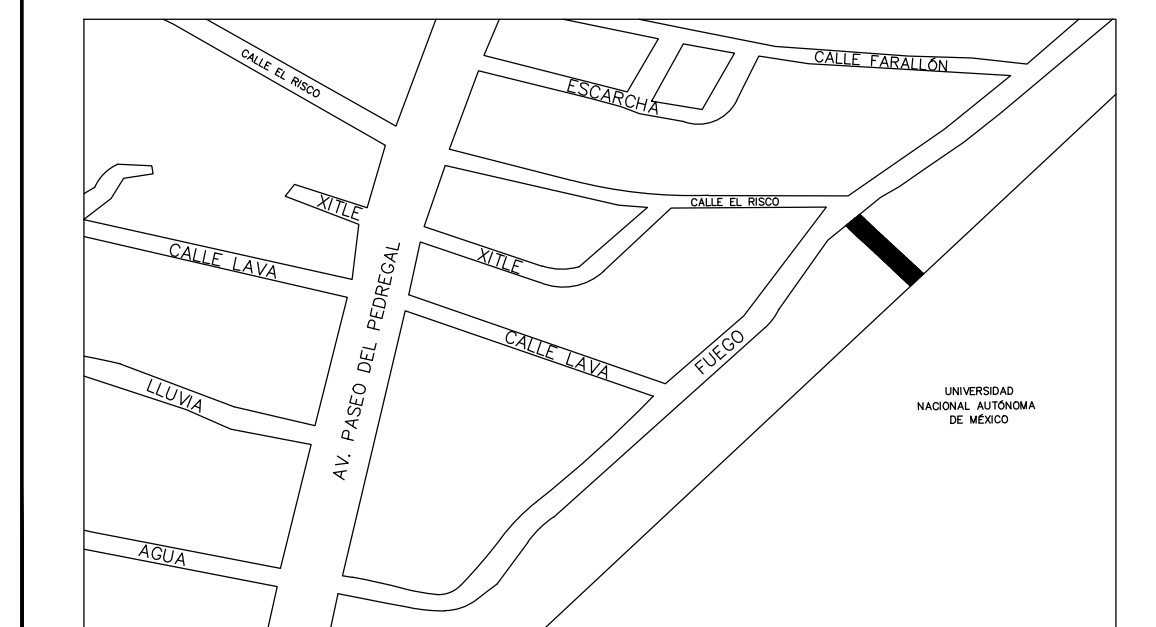 CALLE EL RISCO
CALLE FARALLÓN
ESCARCHA
XITLE
CALLE EL RISCO
CALLE LAVA
XITLE
AV. PASEO DEL PEDREGAL
CALLE LAVA
FUEGO
LLUVIA
UNIVERSIDAD
NACIONAL AUTÓNOMA
DE MÉXICO
AGUA